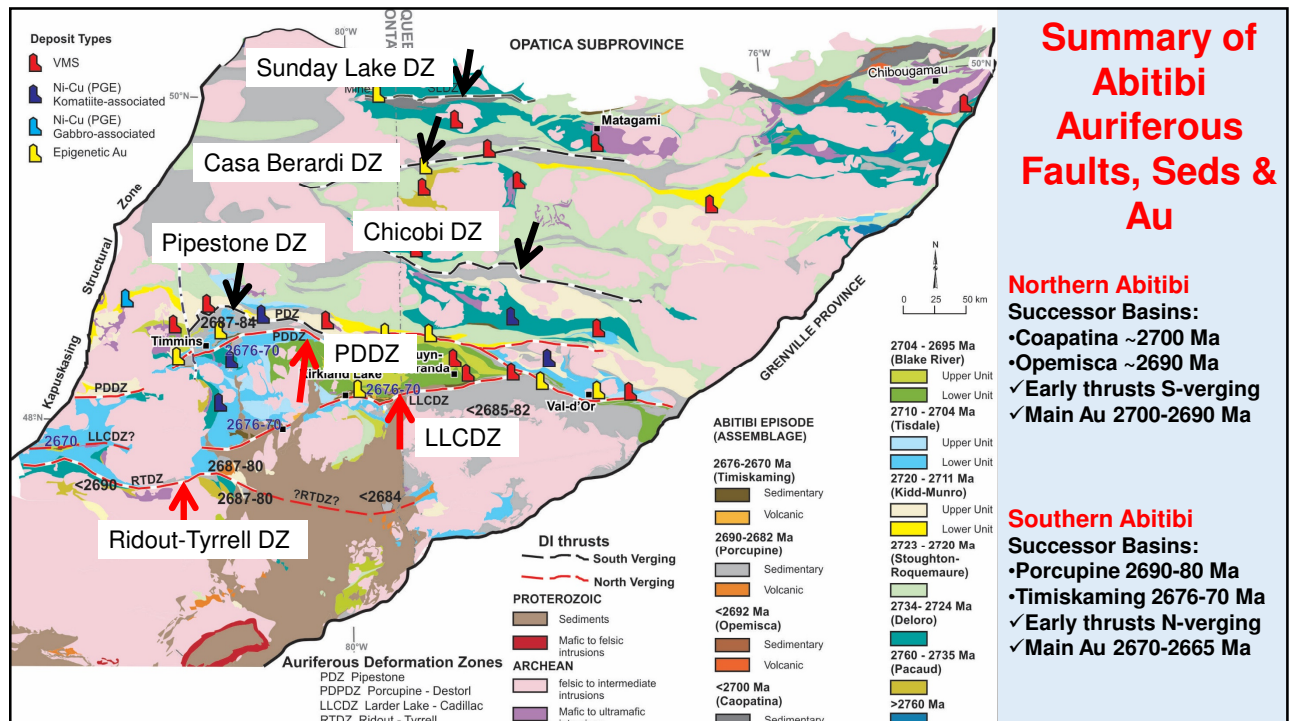 Deposit Types
VMS
Ni-Cu (PGE)
Komatiite-associated
Ni-Cu (PGE)
Gabbro-associated
Epigenetic Au
80°W
QUEB
ONTA
OPATICA SUBPROVINCE
76°W
Chibougamau
50°N
50°N
Sunday Lake DZ
SLDZ
Matagami
Casa Berardi DZ
Chicobi DZ
Pipestone DZ
Kapuskasing Structural Zone
2687-84
PDZ
Timmins
PDDZ
2676-70
PDDZ
uyn-
randa
irkland Lake
2676-70
LLCDZ
Val-d'Or
PDDZ
48°N
2676-70
LLCDZ
<2685-82
2670
LLCDZ?
2687-80
<2690
RTDZ
2687-80
?RTDZ?
<2684
Ridout-Tyrrell DZ
GRENVILLE PROVINCE
N
0 25 50 km
80°W
DI thrusts
South Verging
North Verging
PROTEROZOIC
Sediments
Mafic to felsic
intrusions
ARCHEAN
felsic to intermediate
intrusions
Mafic to ultramafic
Auriferous Deformation Zones
PDZ Pipestone
PDPDZ Porcupine - Destorl
LLCDZ Larder Lake - Cadillac
RTDZ Ridout - Tyrrell
ABITIBI EPISODE
(ASSEMBLAGE)
2676-2670 Ma
(Timiskaming)
Sedimentary
Volcanic
2690-2682 Ma
(Porcupine)
Sedimentary
Volcanic
<2692 Ma
(Opemisca)
Sedimentary
Volcanic
<2700 Ma
(Caopatina)
Sedimentary
2704 - 2695 Ma
(Blake River)
Upper Unit
Lower Unit
2710 - 2704 Ma
(Tisdale)
Upper Unit
Lower Unit
2720 - 2711 Ma
(Kidd-Munro)
Upper Unit
Lower Unit
2723 - 2720 Ma
(Stoughton-
Roquemaure)
2734- 2724 Ma
(Deloro)
2760 - 2735 Ma
(Pacaud)
>2760 Ma
Summary of
Abitibi
Auriferous
Faults, Seds &
Au
Northern Abitibi
Successor Basins:
•Coapatina ~2700 Ma
•Opemisca ~2690 Ma
✓Early thrusts S-verging
✓Main Au 2700-2690 Ma
Southern Abitibi
Successor Basins:
•Porcupine 2690-80 Ma
•Timiskaming 2676-70 Ma
✓Early thrusts N-verging
✓Main Au 2670-2665 Ma